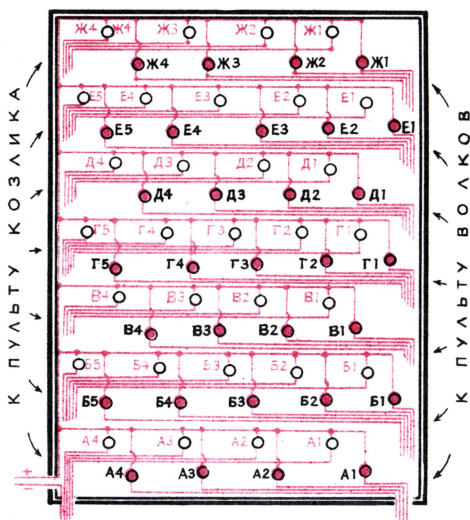 Ж4 Ж4 Ж3 Ж2 Ж1
Ж4 Ж3 Ж2 Ж1
Е5 Е4 Е3 Е2 Е1
Е5 Е4 Е3 Е2 Е1
Д4 Д3 Д2 Д1
Д4 Д3 Д2 Д1
Г5 Г4 Г3 Г2 Г1
Г5 Г4 Г3 Г2 Г1
В4 В3 В2 В1
В4 В3 В2 В1
Б5 Б4 Б3 Б2 Б1
Б5 Б4 Б3 Б2 Б1
А4 А3 А2 А1
А4 А3 А2 А1
К ПУЛЬТУ КОЗЛИКА
К ПУЛЬТУ ВОЛКОВ
+